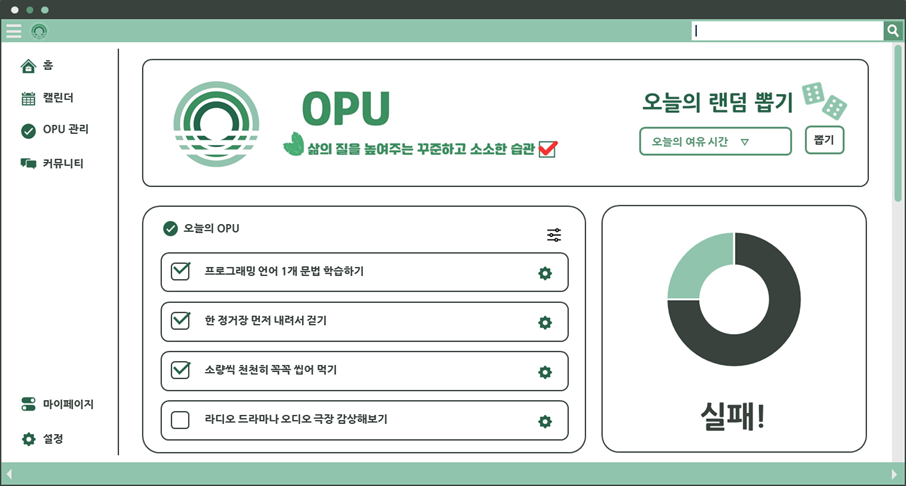 홈
캘린더
OPU 관리
커뮤니티
마이페이지
설정
OPU
삶의 질을 높여주는 꾸준하고 소소한 습관
오늘의 랜덤 뽑기
오늘의 여유 시간
뽑기
오늘의 OPU
프로그래밍 언어 1개 문법 학습하기
한 정거장 먼저 내려서 걷기
소량씩 천천히 꼭꼭 씹어 먹기
라디오 드라마나 오디오 극장 감상해보기
실패!